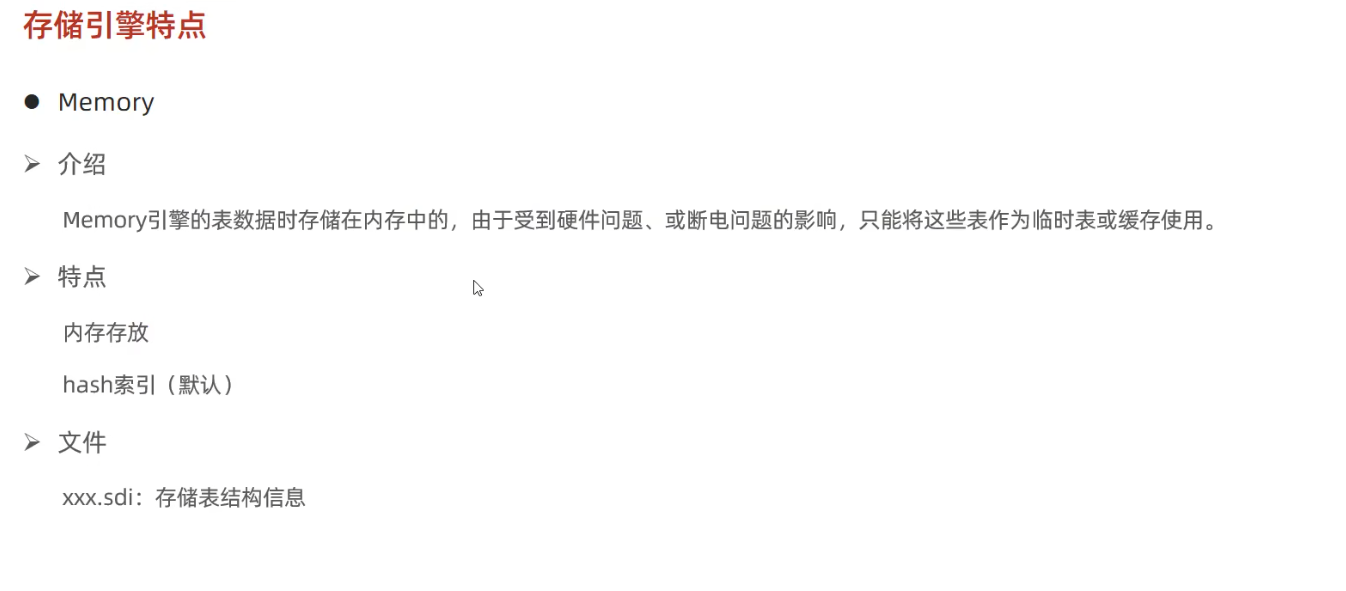 存储引擎特点
● Memory
➢ 介绍
Memory引擎的表数据时存储在内存中的，由于受到硬件问题、或断电问题的影响，只能将这些表作为临时表或缓存使用。
➢ 特点
内存存放
hash索引（默认）
➢ 文件
xxx.sdi：存储表结构信息